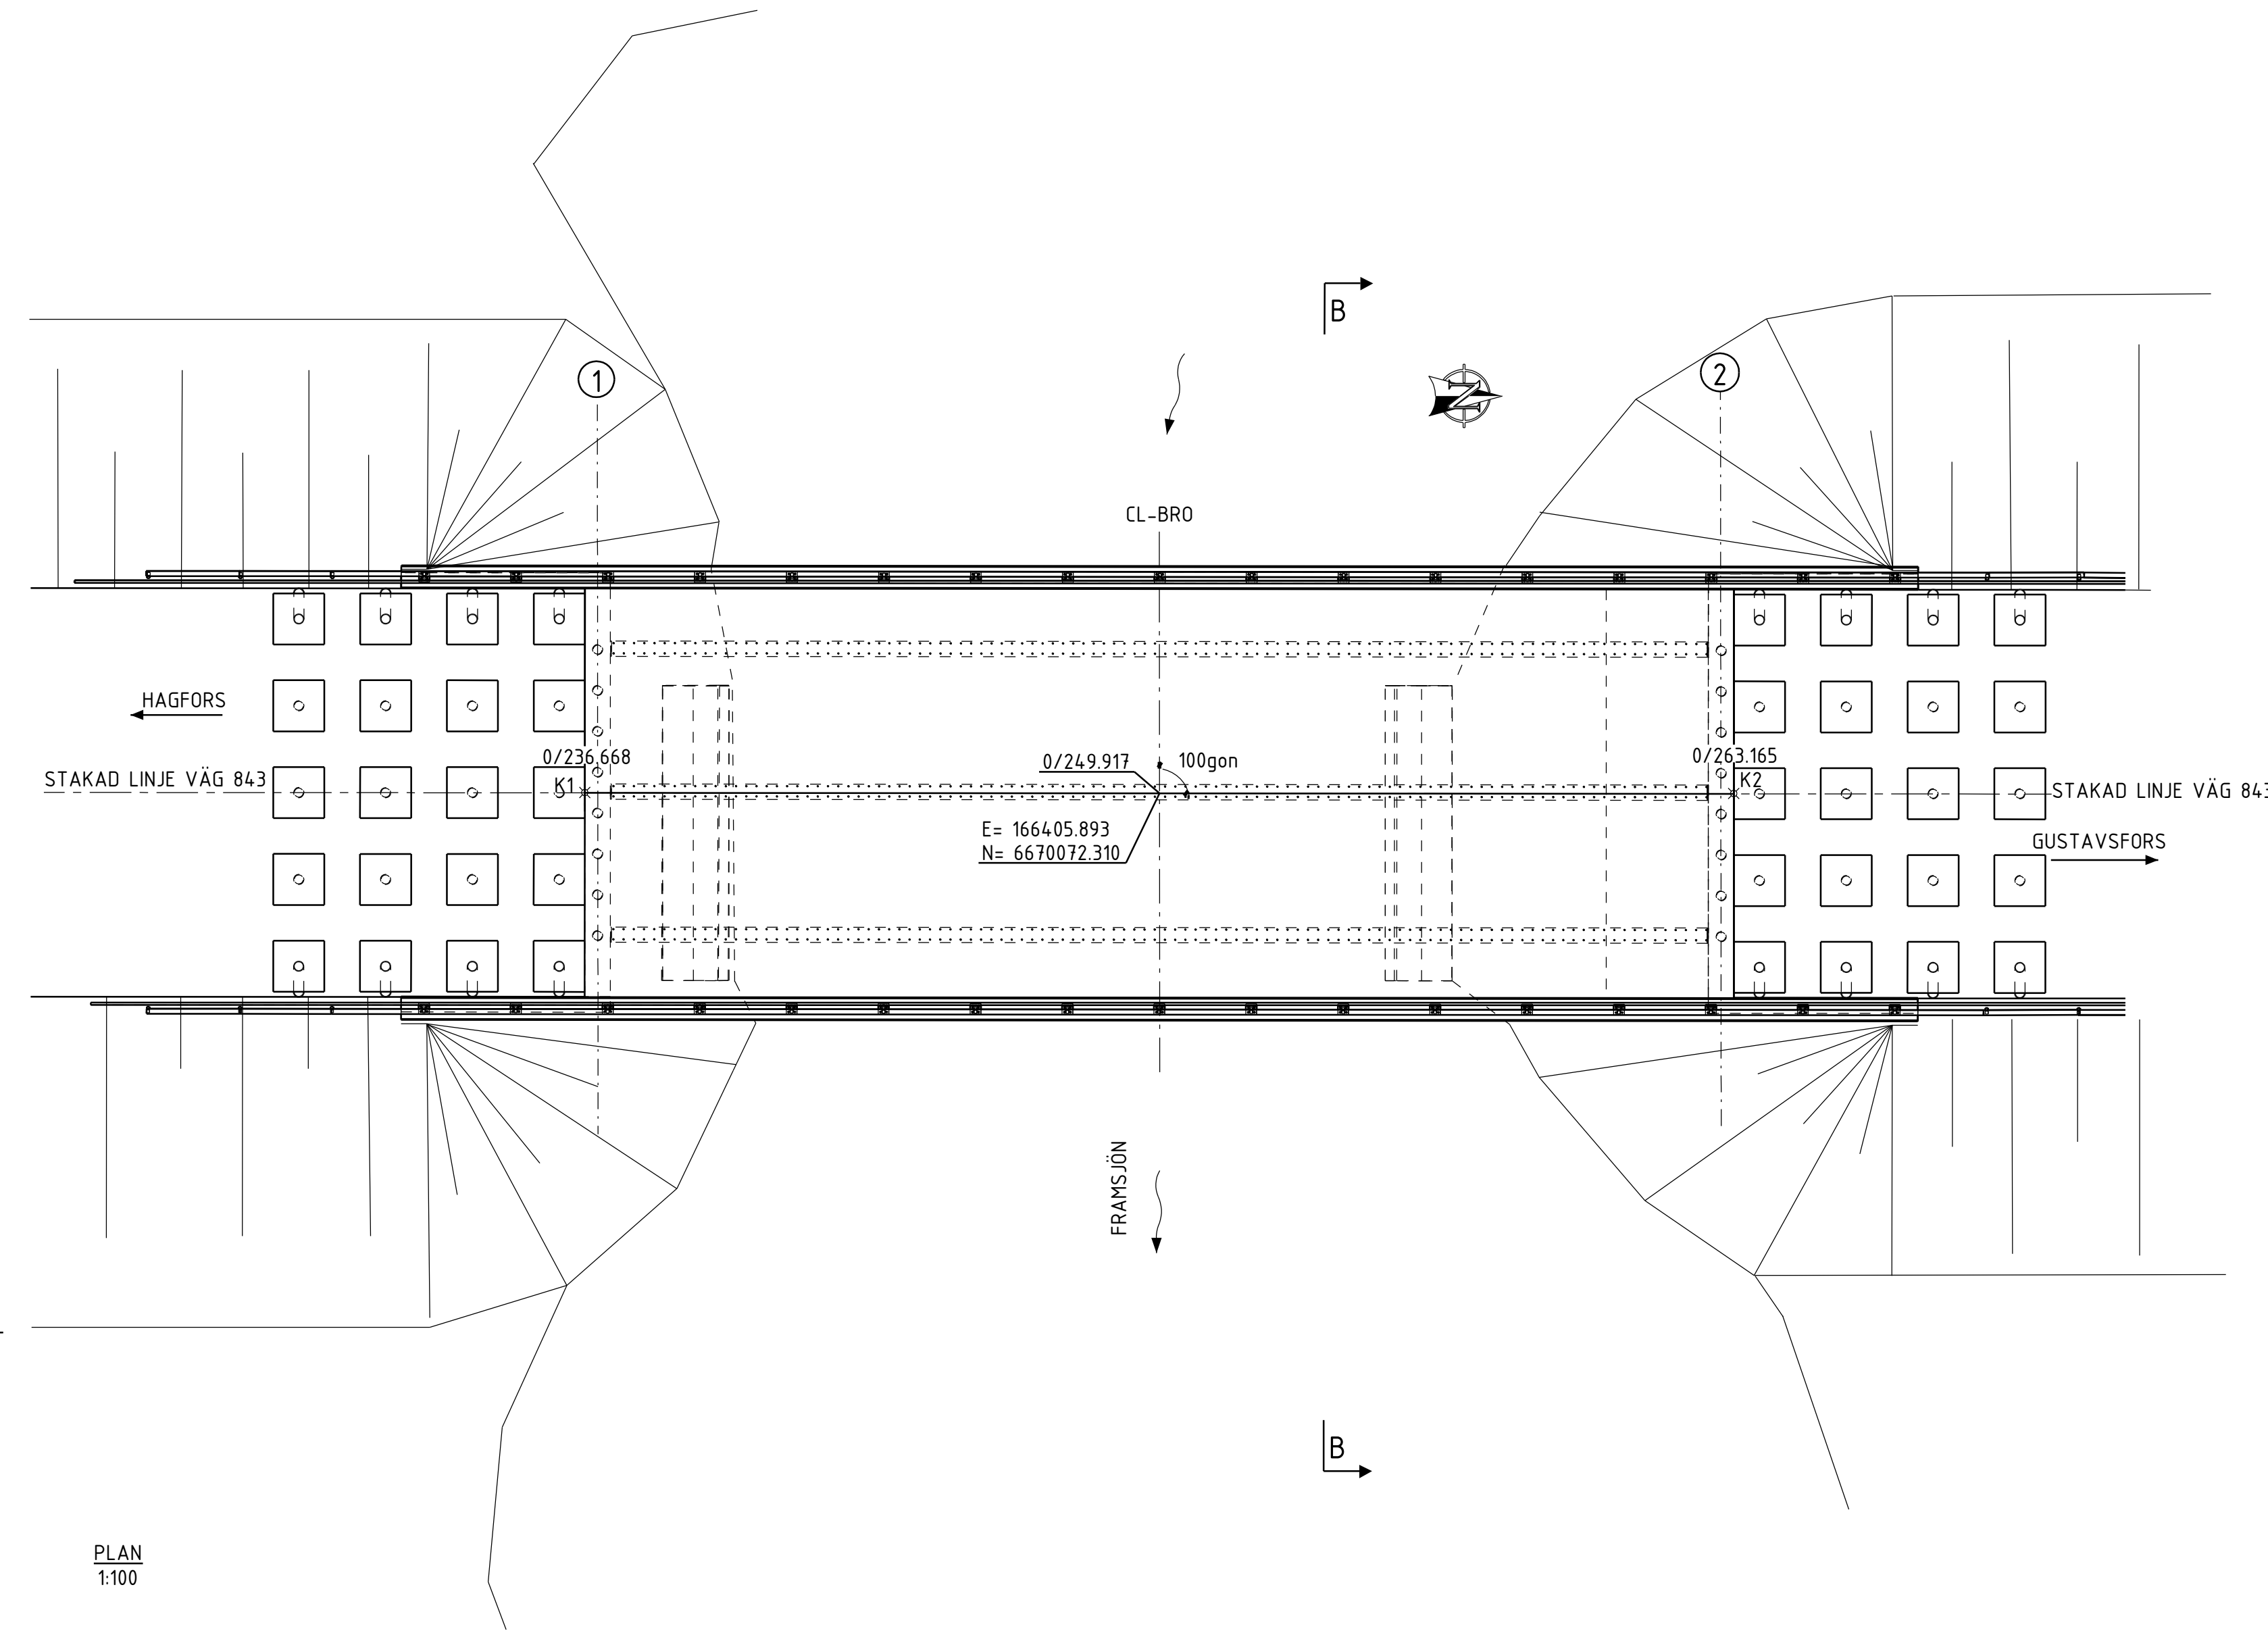 B
1
2
N
CL-BRO
HAGFORS
0/236.668
0/249.917
100gon
0/263.165
STAKAD LINJE VÄG 843
K1
K2
STAKAD LINJE VÄG 843
E= 166405.893
N= 6670072.310
GUSTAVSFORS
FRAMSJÖN
B
PLAN
1:100